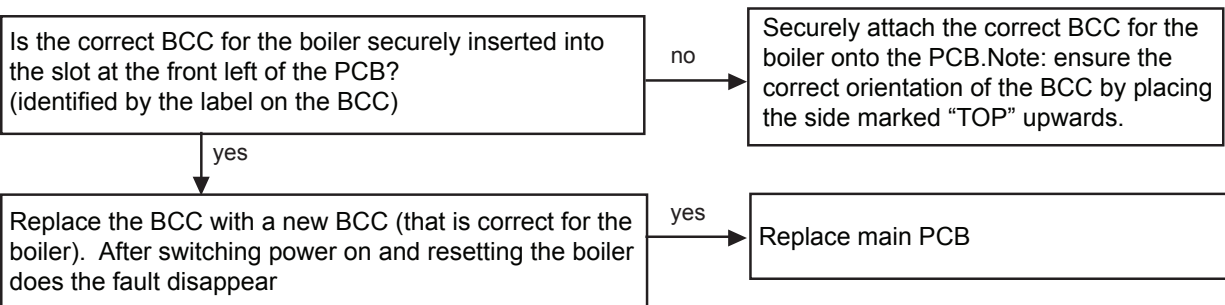 Is the correct BCC for the boiler securely inserted into
the slot at the front left of the PCB?
(identified by the label on the BCC)
no
Securely attach the correct BCC for the
boiler onto the PCB.Note: ensure the
correct orientation of the BCC by placing
the side marked “TOP” upwards.
yes
Replace the BCC with a new BCC (that is correct for the
boiler).  After switching power on and resetting the boiler
does the fault disappear
yes
Replace main PCB